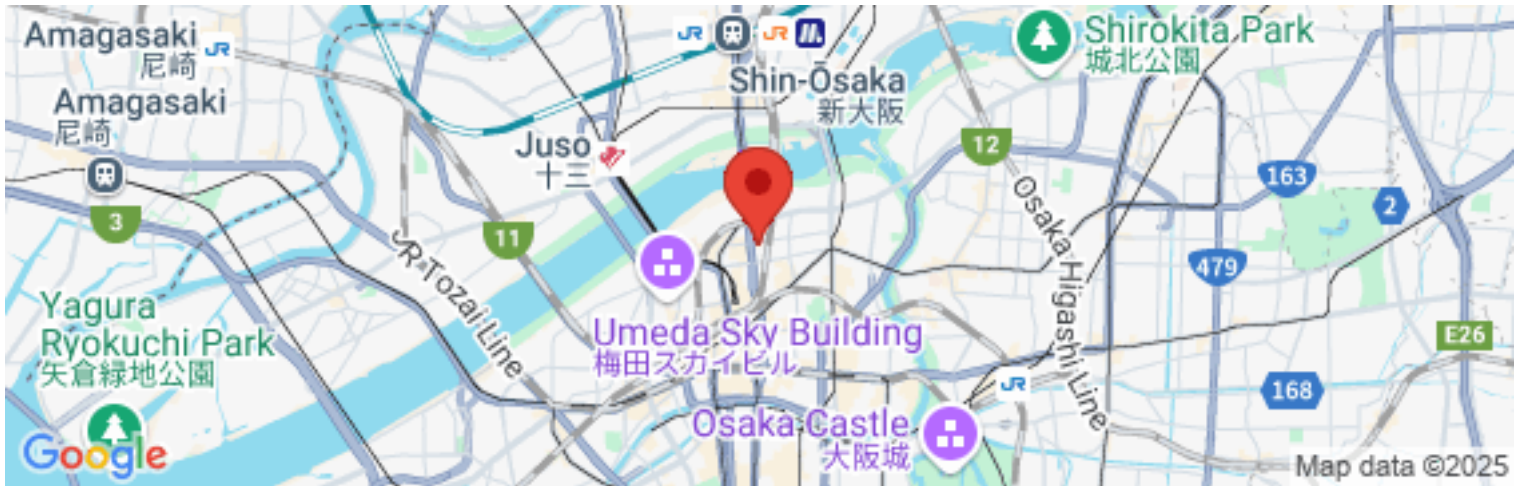 Amagasaki
尼崎
JR
JR
JR
Shin-Ōsaka
新大阪
Shirokita Park
城北公園
Amagasaki
尼崎
Juso
十三
12
163
2
3
11
479
JR Tozai Line
Osaka Higashi Line
Yagura
Ryokuchi Park
矢倉緑地公園
Umeda Sky Building
梅田スカイビル
E26
JR
168
Osaka Castle
大阪城
Google
Map data ©2025